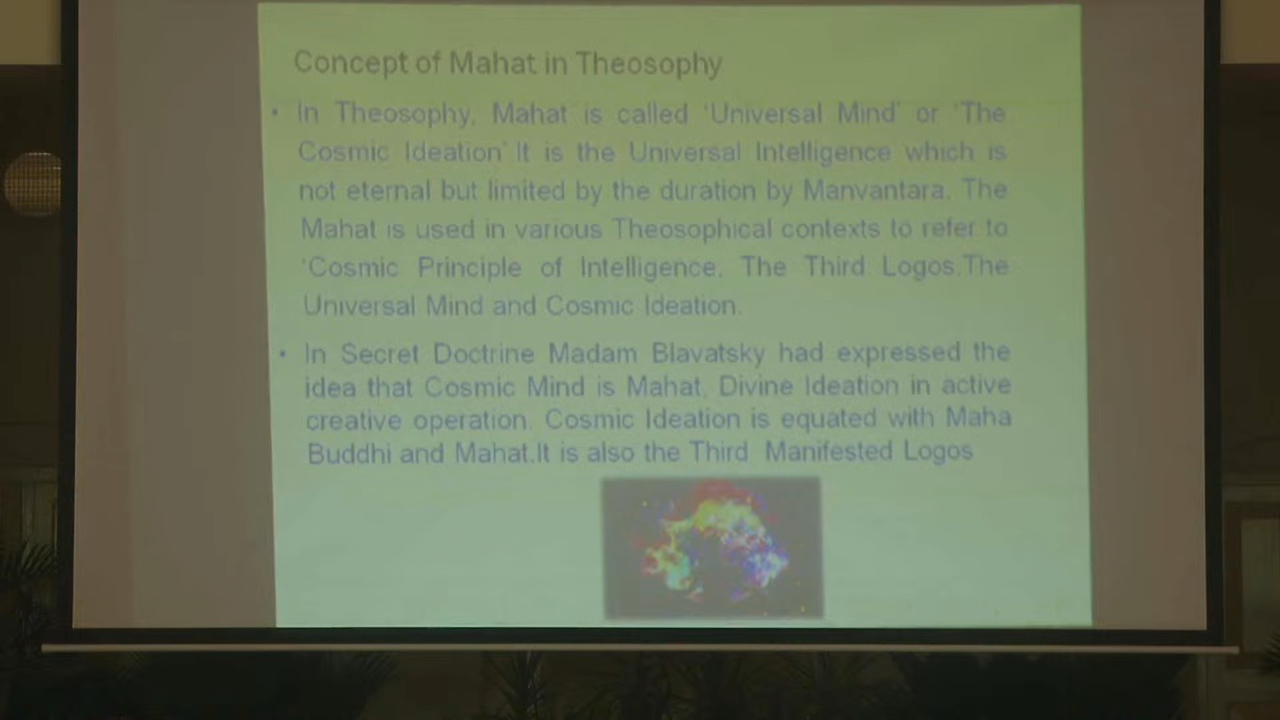 Concept of Mahat in Theosophy
• In Theosophy, Mahat is called 'Universal Mind' or 'The
Cosmic Ideation' It is the Universal Intelligence which is
not eternal but limited by the duration by Manvantara. The
Mahat is used in various Theosophical contexts to refer to
'Cosmic Principle of Intelligence, The Third Logos,The
Universal Mind and Cosmic Ideation.
• In Secret Doctrine Madam Blavatsky had expressed the
idea that Cosmic Mind is Mahat, Divine Ideation in active
creative operation. Cosmic Ideation is equated with Maha
Buddhi and Mahat.It is also the Third Manifested Logos